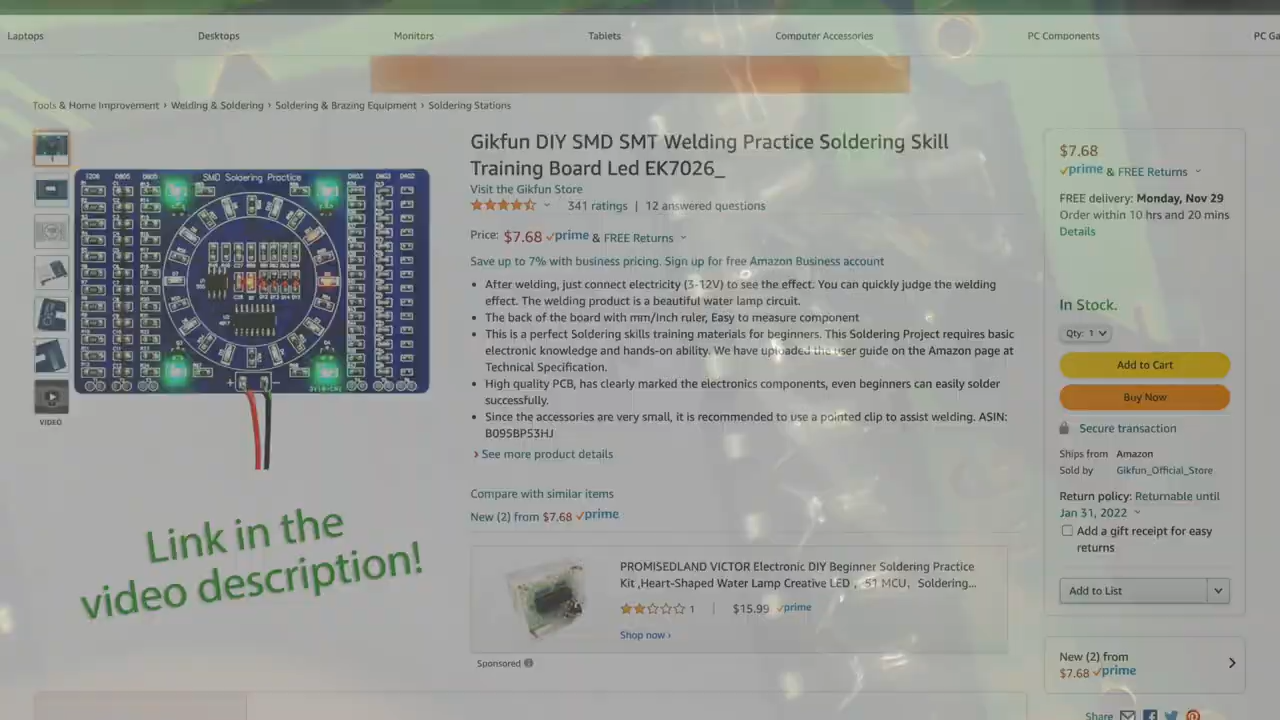 Laptops
Desktops
Monitors
Tablets
Computer Accessories
PC Components
PC Ga
Tools & Home Improvement › Welding & Soldering › Soldering & Brazing Equipment › Soldering Stations
SMD Soldering Practice
VIDEO
Link in the
video description!
Gikfun DIY SMD SMT Welding Practice Soldering Skill
Training Board Led EK7026_
Visit the Gikfun Store
341 ratings | 12 answered questions
Price: $7.68 prime & FREE Returns
Save up to 7% with business pricing. Sign up for free Amazon Business account
• After welding, just connect electricity (3-12V) to see the effect. You can quickly judge the welding
effect. The welding product is a beautiful water lamp circuit.
• The back of the board with mm/Inch ruler, Easy to measure component
• This is a perfect Soldering skills training materials for beginners. This Soldering Project requires basic
electronic knowledge and hands-on ability. We have uploaded the user guide on the Amazon page at
Technical Specification.
• High quality PCB, has clearly marked the electronics components, even beginners can easily solder
successfully.
• Since the accessories are very small, it is recommended to use a pointed clip to assist welding. ASIN:
B095BP53HJ
› See more product details
Compare with similar items
New (2) from $7.68 prime
PROMISEDLAND VICTOR Electronic DIY Beginner Soldering Practice
Kit ,Heart-Shaped Water Lamp Creative LED , 51 MCU, Soldering...
1 | $15.99 prime
Shop now ›
Sponsored
$7.68
prime & FREE Returns
FREE delivery: Monday, Nov 29
Order within 10 hrs and 20 mins
Details
In Stock.
Qty: 1
Add to Cart
Buy Now
Secure transaction
Ships from Amazon
Sold by Gikfun_Official_Store
Return policy: Returnable until
Jan 31, 2022
Add a gift receipt for easy
returns
Add to List
New (2) from
$7.68 prime
Share